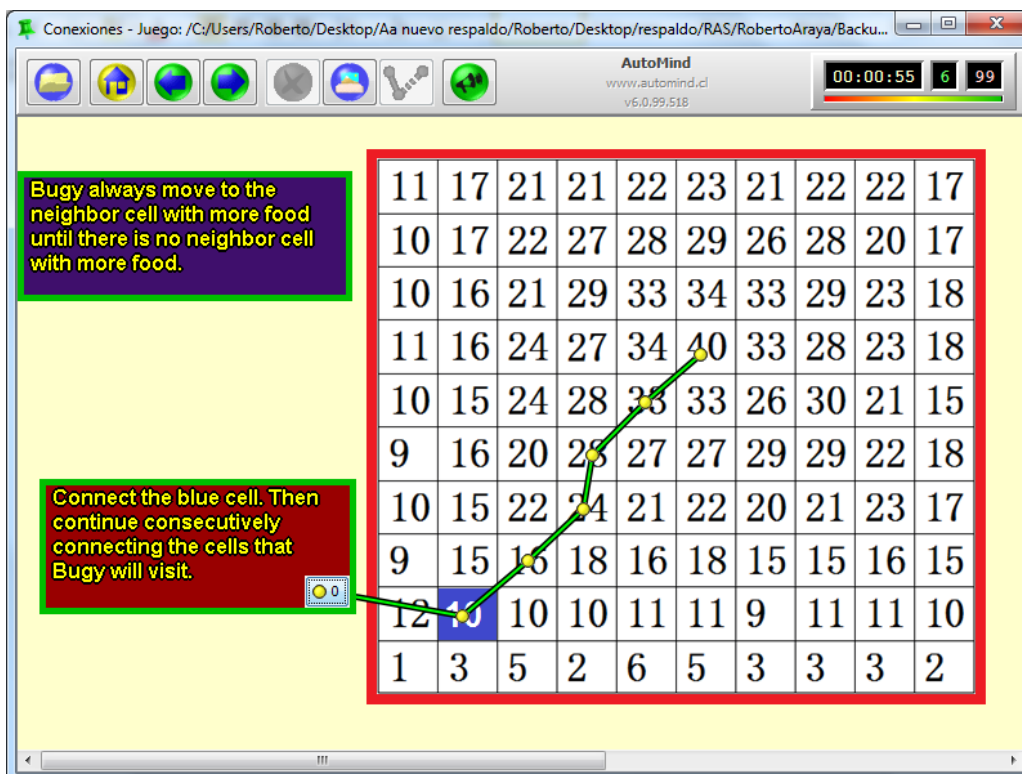 Conexiones - Juego: /C:/Users/Roberto/Desktop/Aa nuevo respaldo/Roberto/Desktop/respaldo/RAS/RobertoAraya/Backu...
AutoMind
www.automind.cl
v6.0.99.518
00:00:55 6 99
Bugy always move to the
neighbor cell with more food
until there is no neighbor cell
with more food.
Connect the blue cell. Then
continue consecutively
connecting the cells that
Bugy will visit.
0
11 17 21 21 22 23 21 22 22 17
10 17 22 27 28 29 26 28 20 17
10 16 21 29 33 34 33 29 23 18
11 16 24 27 34 40 33 28 23 18
10 15 24 28 33 33 26 30 21 15
9 16 20 28 27 27 29 29 22 18
10 15 22 24 21 22 20 21 23 17
9 15 16 18 16 18 15 15 16 15
12 10 10 10 11 11 9 11 11 10
1 3 5 2 6 5 3 3 3 2